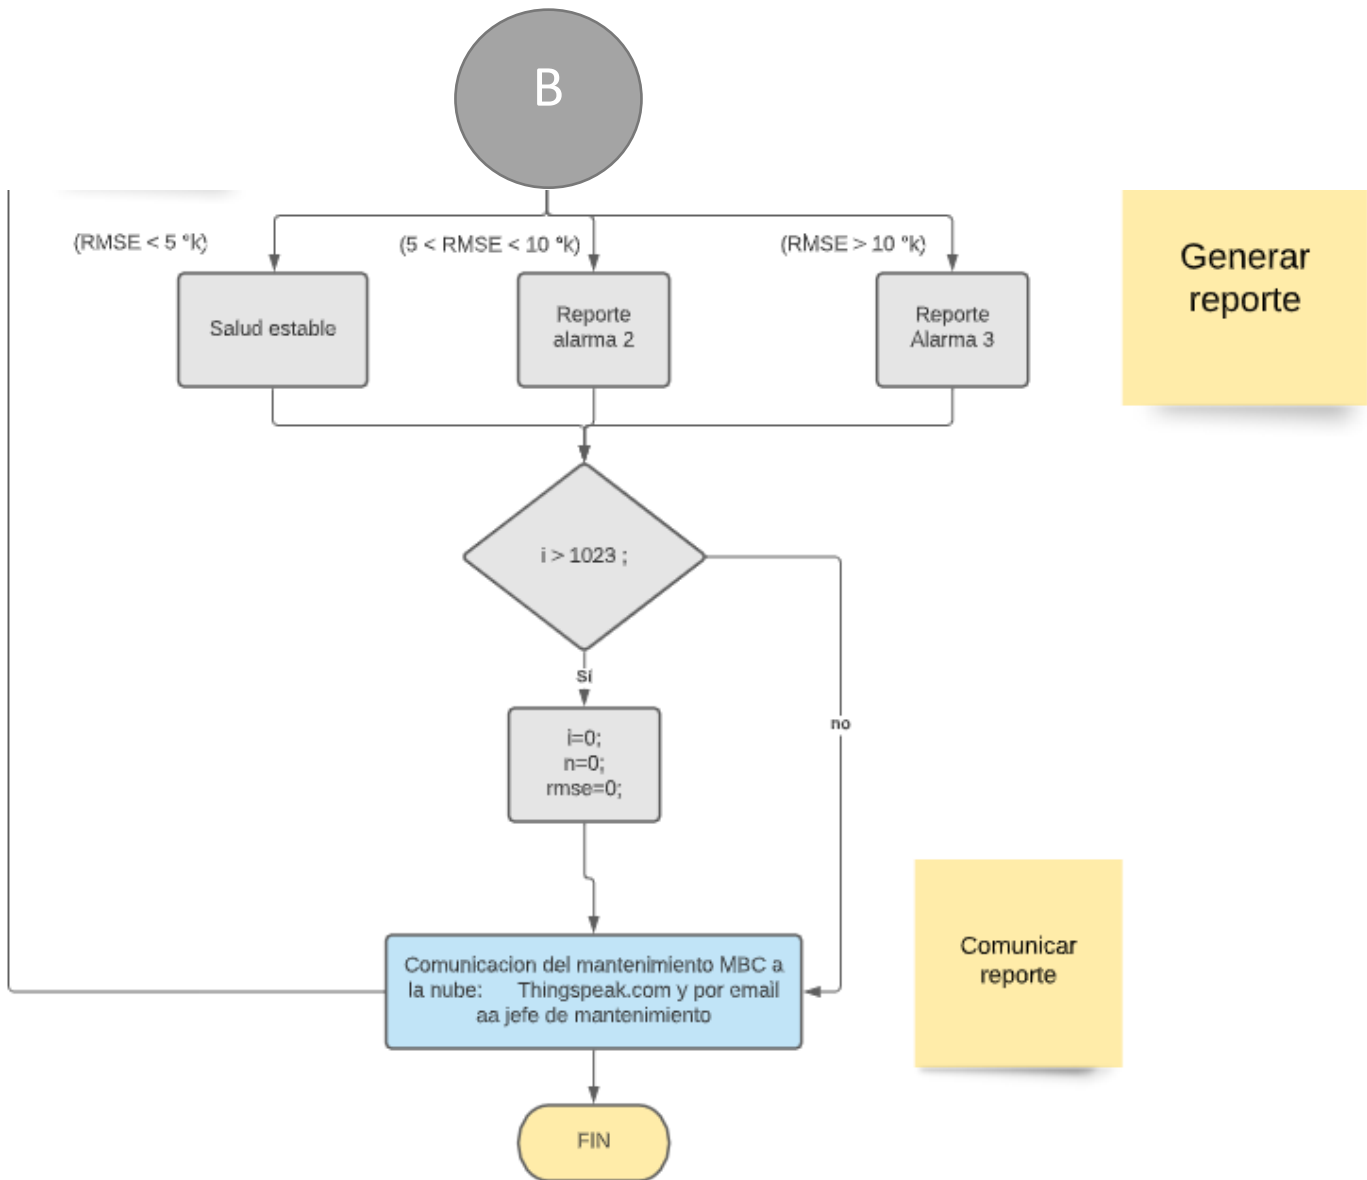 B
(RMSE < 5 °k)
(5 < RMSE < 10 °k)
(RMSE > 10 °k)
Generar
reporte
Salud estable
Reporte
alarma 2
Reporte
Alarma 3
i > 1023 ;
Sí
no
i=0;
n=0;
rmse=0;
Comunicacion del mantenimiento MBC a
la nube: Thingspeak.com y por email
aa jefe de mantenimiento
Comunicar
reporte
FIN